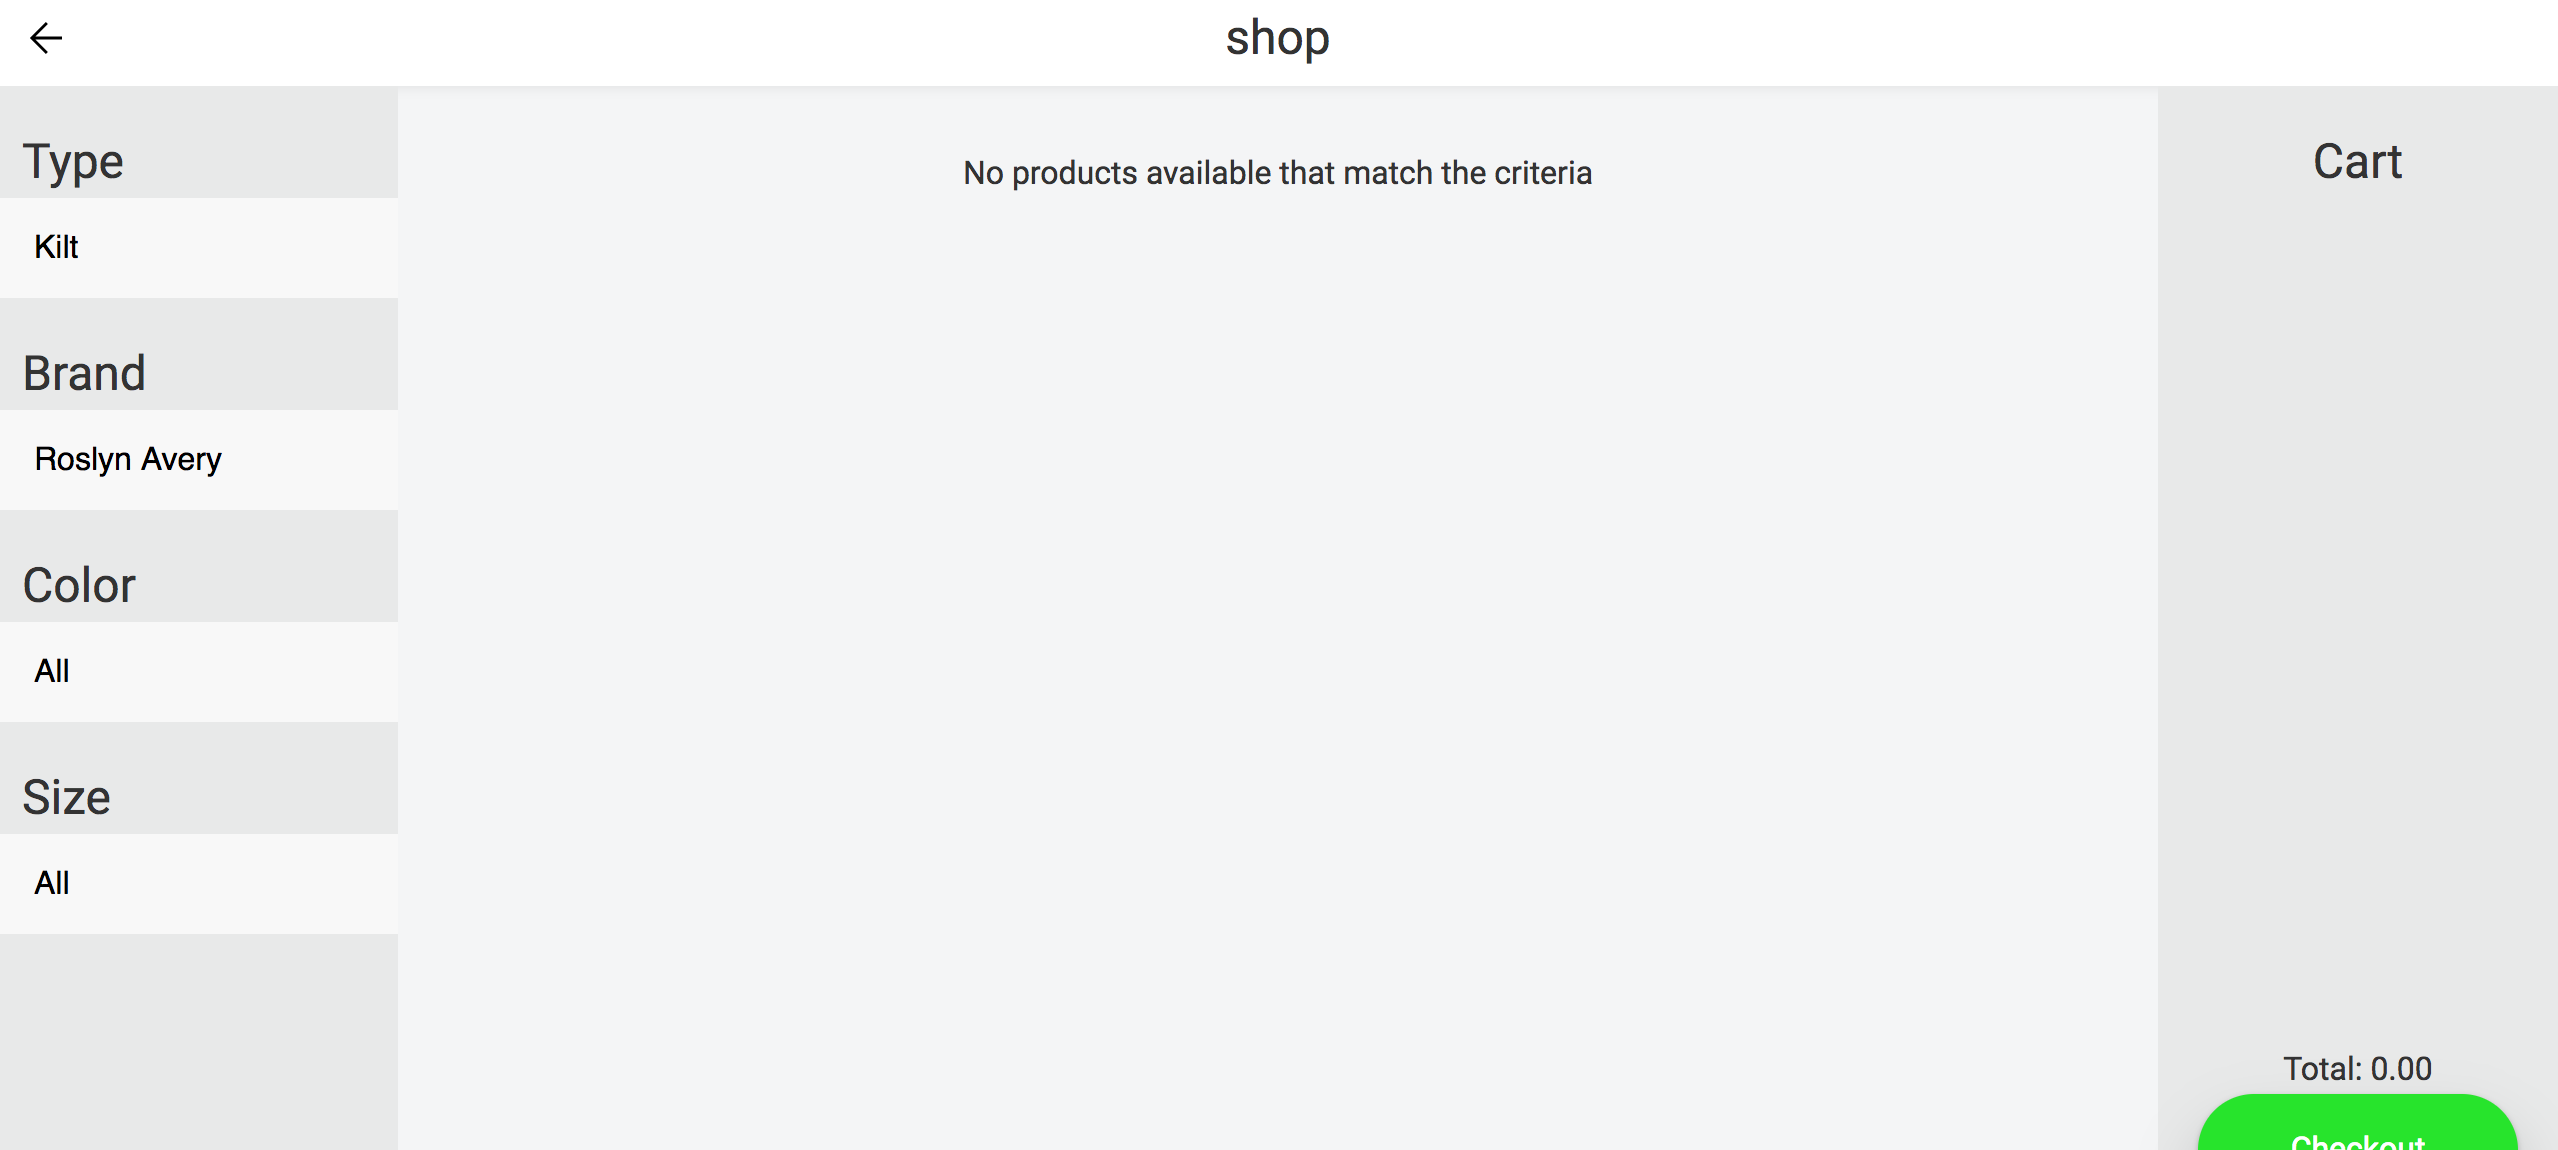 shop
Type
Kilt
Brand
Roslyn Avery
Color
All
Size
All
No products available that match the criteria
Cart
Total: 0.00
Checkout